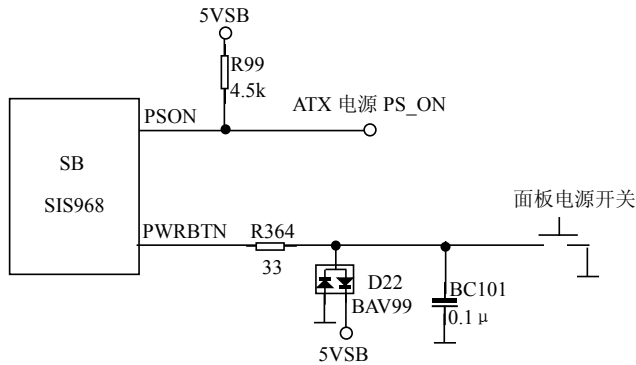 5VSB
R99
4.5k
ATX 电源 PS_ON
PSON
SB
SIS968
面板电源开关
PWRBTN
R364
33
D22
BAV99
BC101
0.1 μ
5VSB